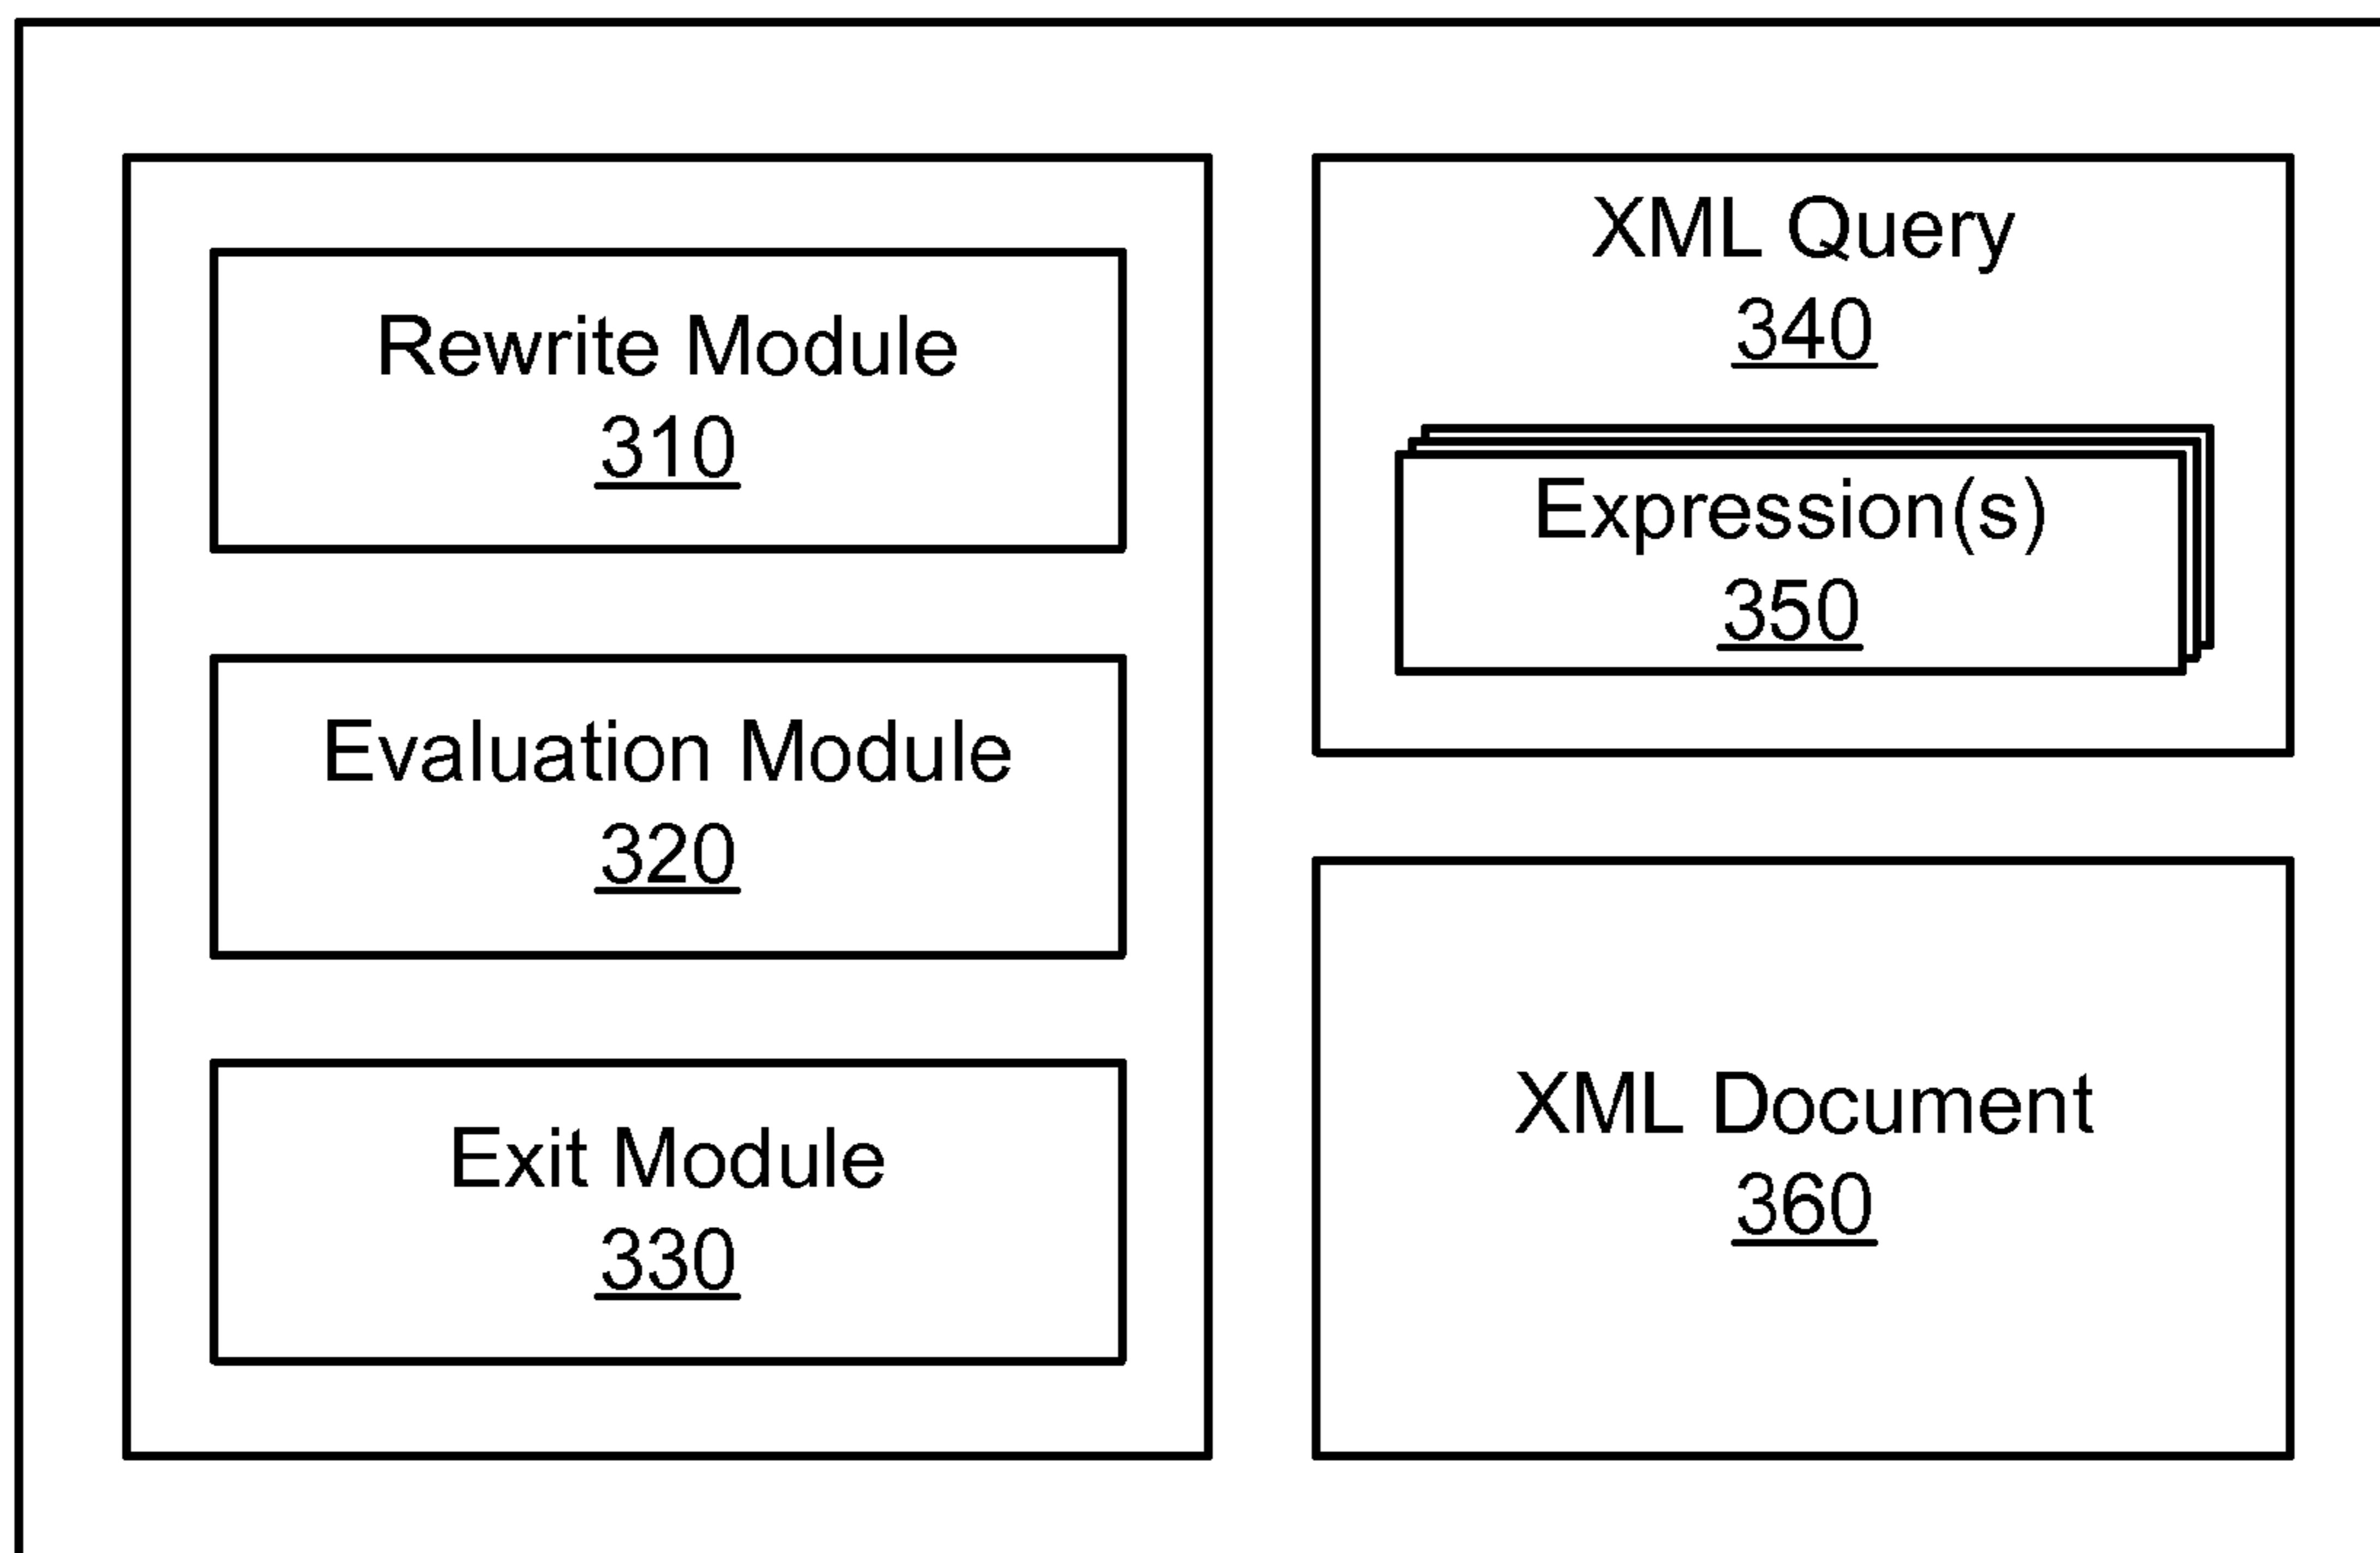 Rewrite Module
310
Evaluation Module
320
Exit Module
330
XML Query
340
Expression(s)
350
XML Document
360